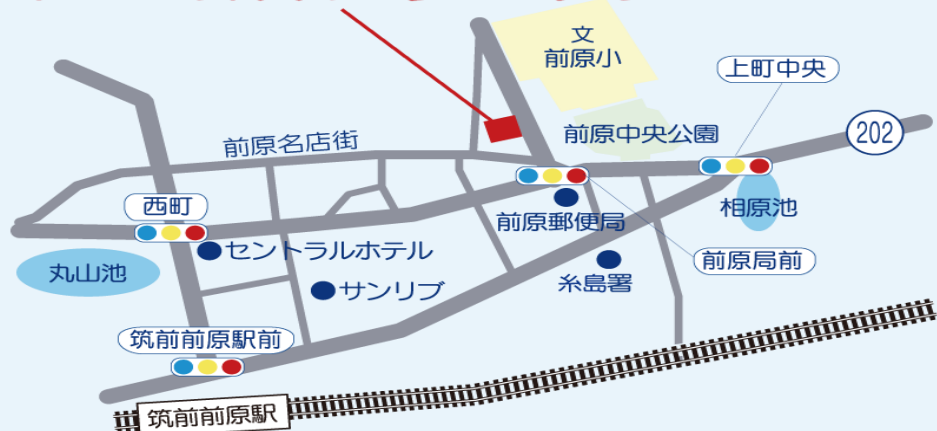 文
前原小
上町中央
前原名店街
前原中央公園
202
西町
前原郵便局
相原池
セントラルホテル
丸山池
前原局前
糸島署
サンリブ
筑前前原駅前
筑前前原駅